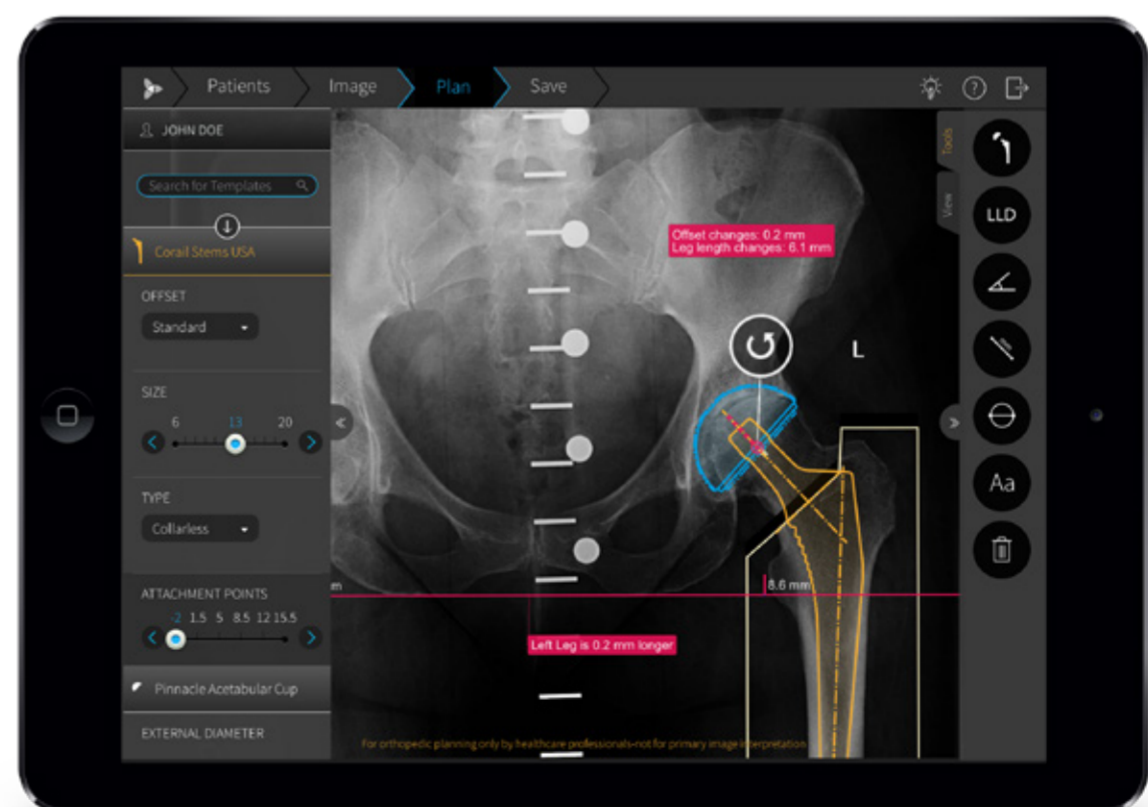 Patients Image Plan Save
?
JOHN DOE
Search for Templates
Corail Stems USA
OFFSET
Standard
SIZE
6 13 20
TYPE
Collarless
ATTACHMENT POINTS
-2 1.5 5 8.5 12 15.5
Pinnacle Acetabular Cup
EXTERNAL DIAMETER
Offset changes: 0.2 mm
Leg length changes: 6.1 mm
L
m
8.6 mm
Left Leg is 0.2 mm longer
For orthopedic planning only by healthcare professionals-not for primary image interpretation
Tools
View
LLD
Aa